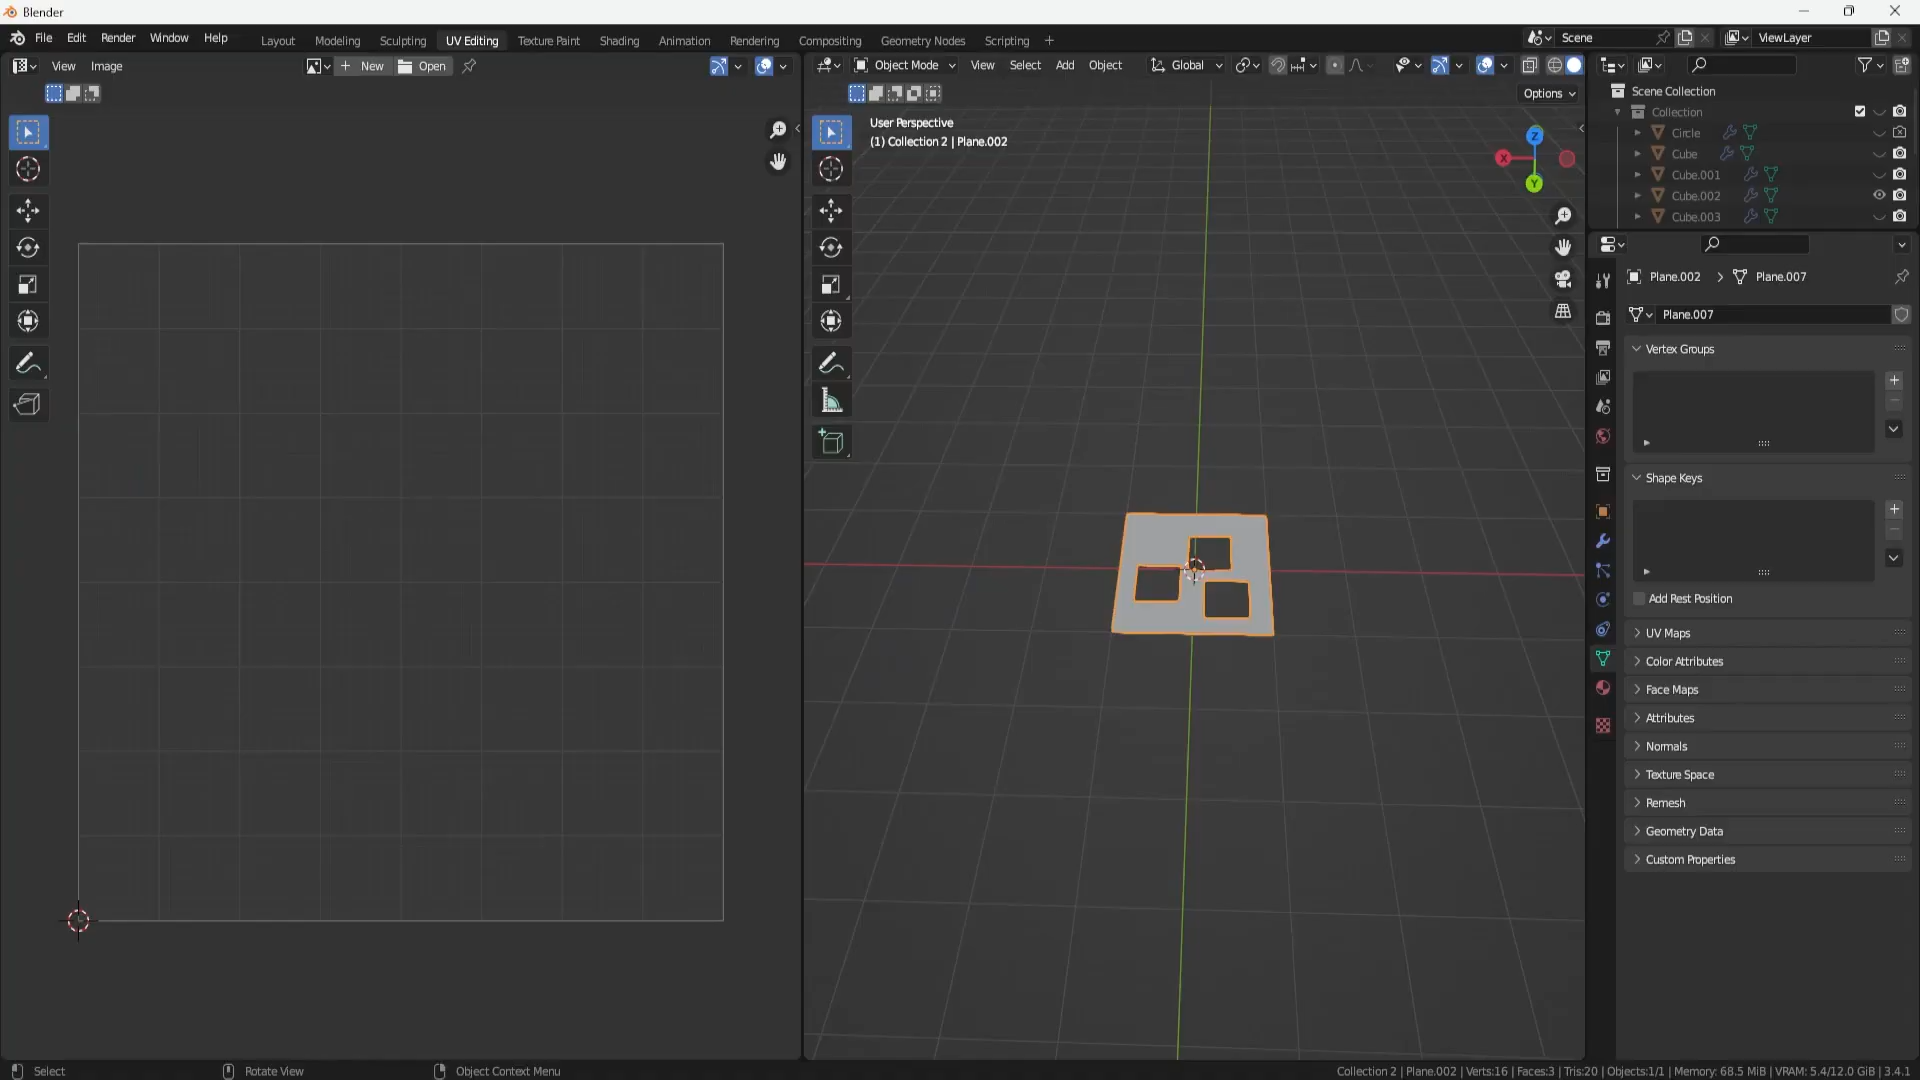 Blender
File Edit Render Window Help Layout Modeling Sculpting UV Editing Texture Paint Shading Animation Rendering Compositing Geometry Nodes Scripting + Scene ViewLayer
View Image New Open
Object Mode View Select Add Object Global
Options
User Perspective
(1) Collection 2 | Plane.002
Z
X
Y
Scene Collection
Collection
Circle
Cube
Cube.001
Cube.002
Cube.003
Plane.002 > Plane.007
Plane.007
Vertex Groups
Shape Keys
Add Rest Position
UV Maps
Color Attributes
Face Maps
Attributes
Normals
Texture Space
Remesh
Geometry Data
Custom Properties
Select Rotate View Object Context Menu
Collection 2 | Plane.002 | Verts:16 | Faces:3 | Tris:20 | Objects:1/1 | Memory: 68.5 MiB | VRAM: 5.4/12.0 GiB | 3.4.1